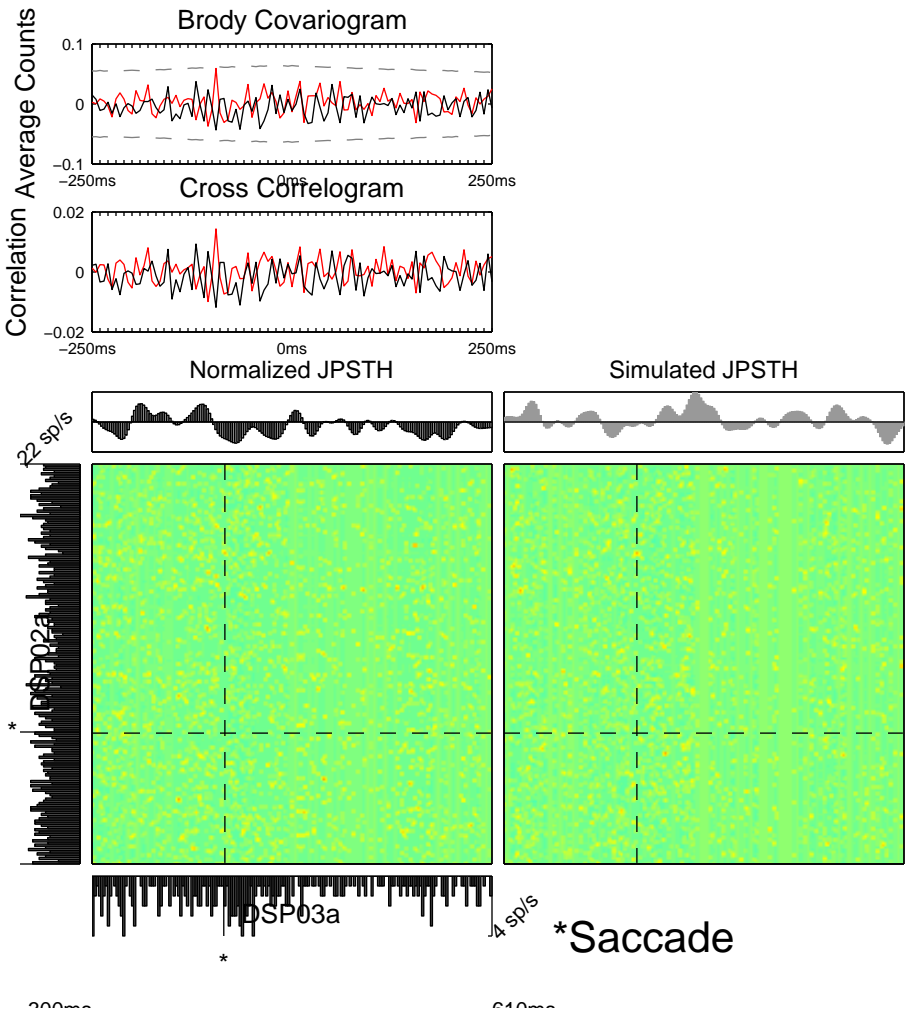 Brody Covariogram
Average Counts
0.1
0
−0.1
−250ms
0ms
250ms
Cross Correlogram
Correlation
0.02
0
−0.02
−250ms
0ms
250ms
Normalized JPSTH
Simulated JPSTH
22 sp/s
DSP02a
*
DSP03a
4 sp/s
*
*Saccade